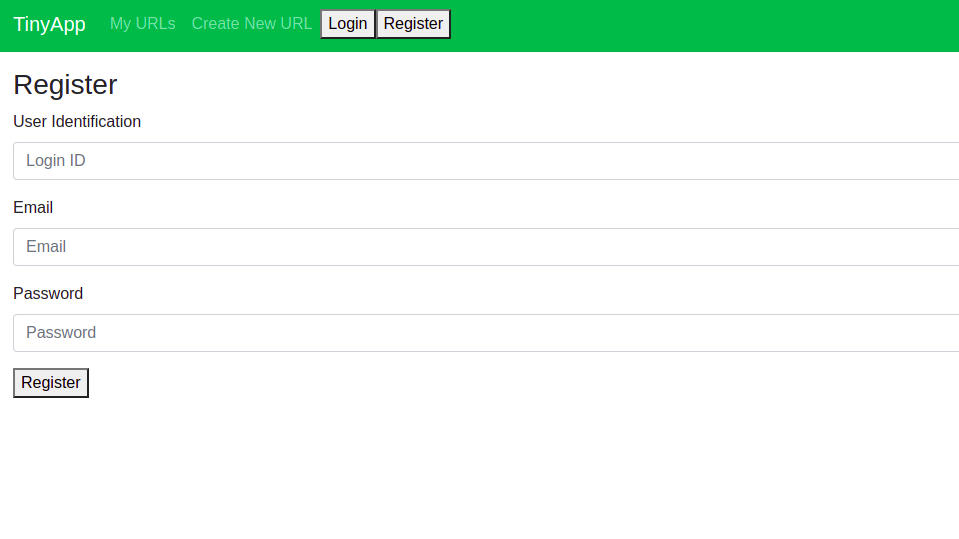 TinyApp My URLs Create New URL Login Register
Register
User Identification
Login ID
Email
Email
Password
Password
Register